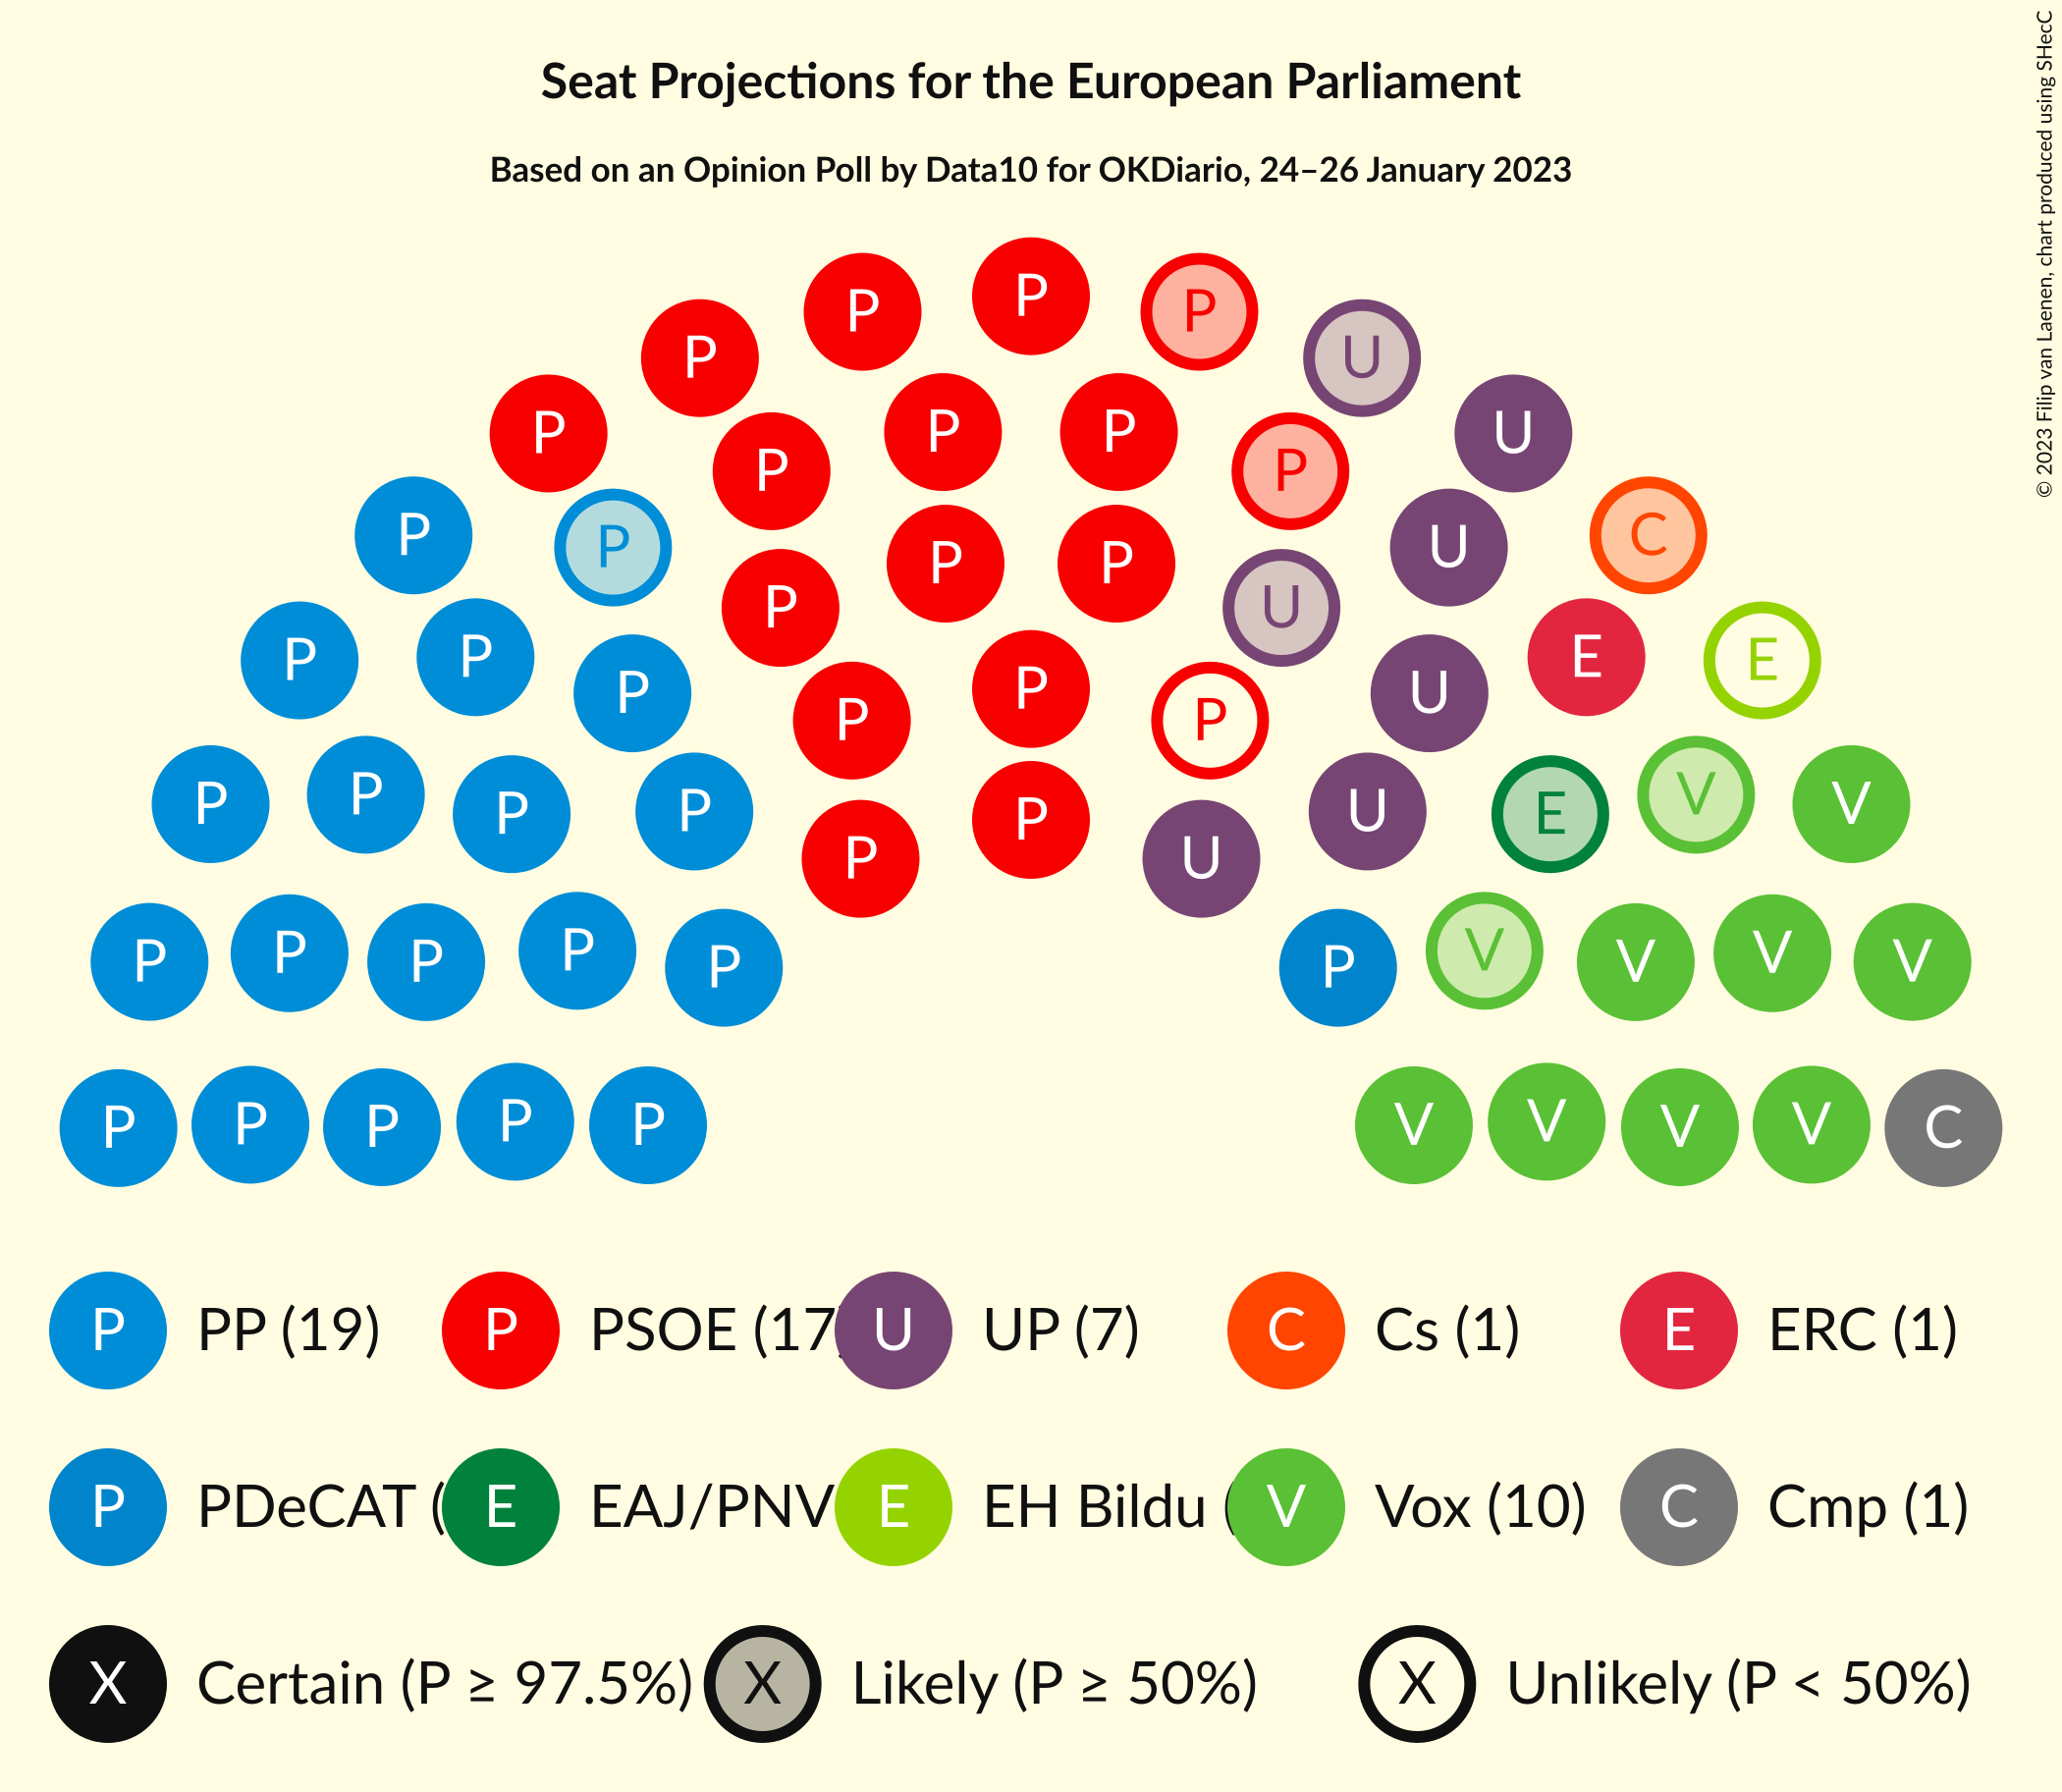 Seat Projections for the European Parliament
Based on an Opinion Poll by Data10 for OKDiario, 24–26 January 2023
© 2023 Filip van Laenen, chart produced using SHecC
P P P P P
P P U
P U
P P P P C
P P U
P P P
P U
P P E E
P P U
P P P
P P V V
P P U E
P P
P U
P P P P P P V V V V
P P P P P V V V V C
P PP (19) P PSOE (17 U UP (7) C Cs (1) E ERC (1)
P PDeCAT ( E EAJ/PNV E EH Bildu ( V Vox (10) C Cmp (1)
X Certain (P ≥ 97.5%) X Likely (P ≥ 50%) X Unlikely (P < 50%)